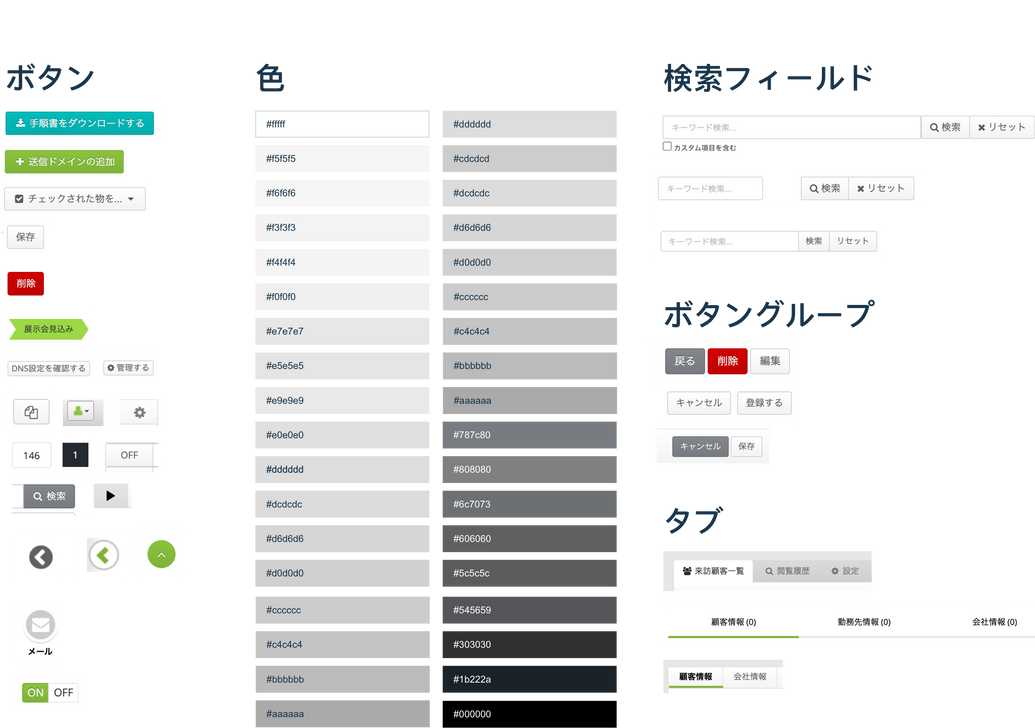 ボタン
手順書をダウンロードする
送信ドメインの追加
チェックされた物を...
保存
削除
展示会見込み
DNS設定を確認する
管理する
146
1
OFF
検索
メール
ON OFF
色
#fffff
#f5f5f5
#f6f6f6
#f3f3f3
#f4f4f4
#f0f0f0
#e7e7e7
#e5e5e5
#e9e9e9
#e0e0e0
#dddddd
#dcdcdc
#d6d6d6
#d0d0d0
#cccccc
#c4c4c4
#bbbbbb
#aaaaaa
#dddddd
#cdcdcd
#dcdcdc
#d6d6d6
#d0d0d0
#cccccc
#c4c4c4
#bbbbbb
#aaaaaa
#787c80
#808080
#6c7073
#606060
#5c5c5c
#545659
#303030
#1b222a
#000000
検索フィールド
キーワード検索...
検索
リセット
カスタム項目を含む
キーワード検索...
検索
リセット
キーワード検索...
検索
リセット
ボタングループ
戻る
削除
編集
キャンセル
登録する
キャンセル
保存
タブ
来訪顧客一覧
閲覧履歴
設定
顧客情報 (0)
勤務先情報 (0)
会社情報 (0)
顧客情報
会社情報